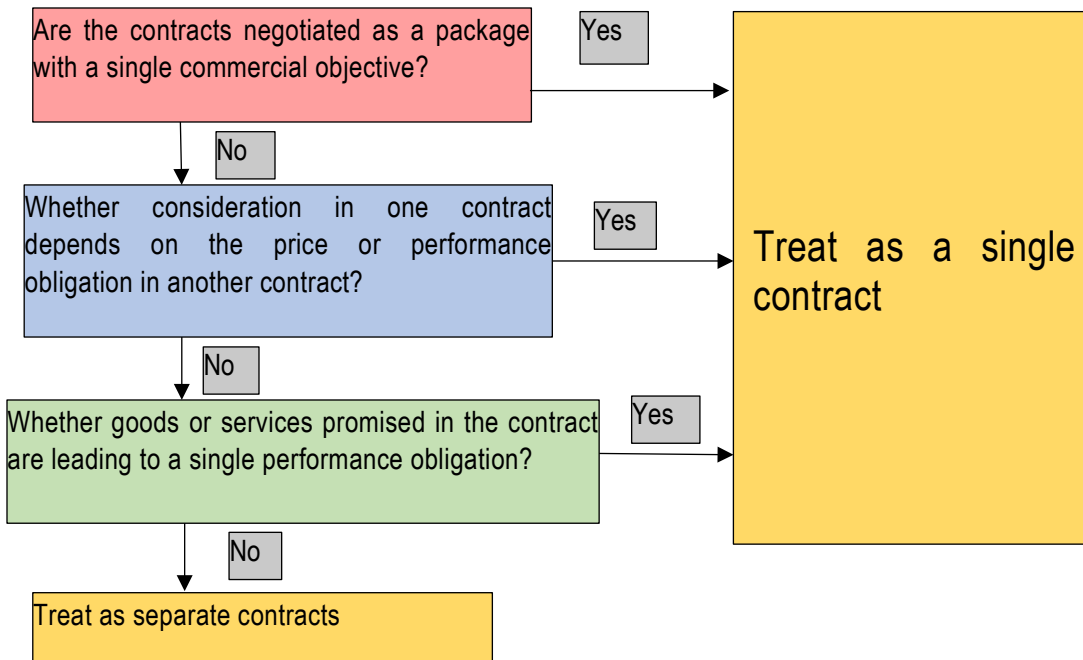 Are the contracts negotiated as a package
with a single commercial objective?
Yes
No
Whether consideration in one contract
depends on the price or performance
obligation in another contract?
Yes
Treat as a single
contract
No
Whether goods or services promised in the contract
are leading to a single performance obligation?
Yes
No
Treat as separate contracts